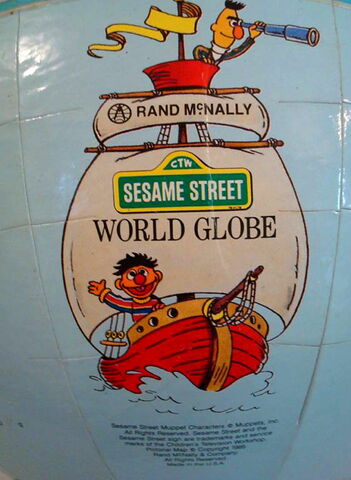 RAND McNALLY
CTW
SESAME STREET
WORLD GLOBE
Sesame Street Muppet Characters © Muppets, Inc.
All Rights Reserved. Sesame Street and the
Sesame Street sign are trademarks and service
marks of the Children's Television Workshop.
Pictorial Map © Copyright 1985
Rand McNally & Company
All Rights Reserved
Made in the U.S.A.